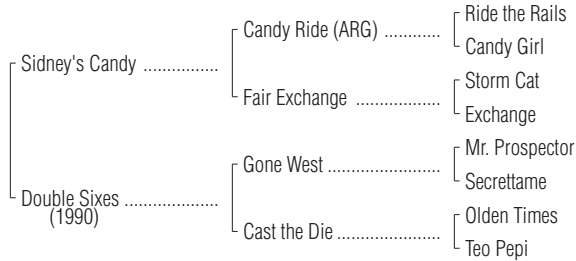 Ride the Rails
Candy Ride (ARG) ............
Candy Girl
Sidney's Candy ................
Storm Cat
Fair Exchange ..................
Exchange
Mr. Prospector
Gone West ........................
Secrettame
Double Sixes ....................
(1990)
Olden Times
Cast the Die ......................
Teo Pepi